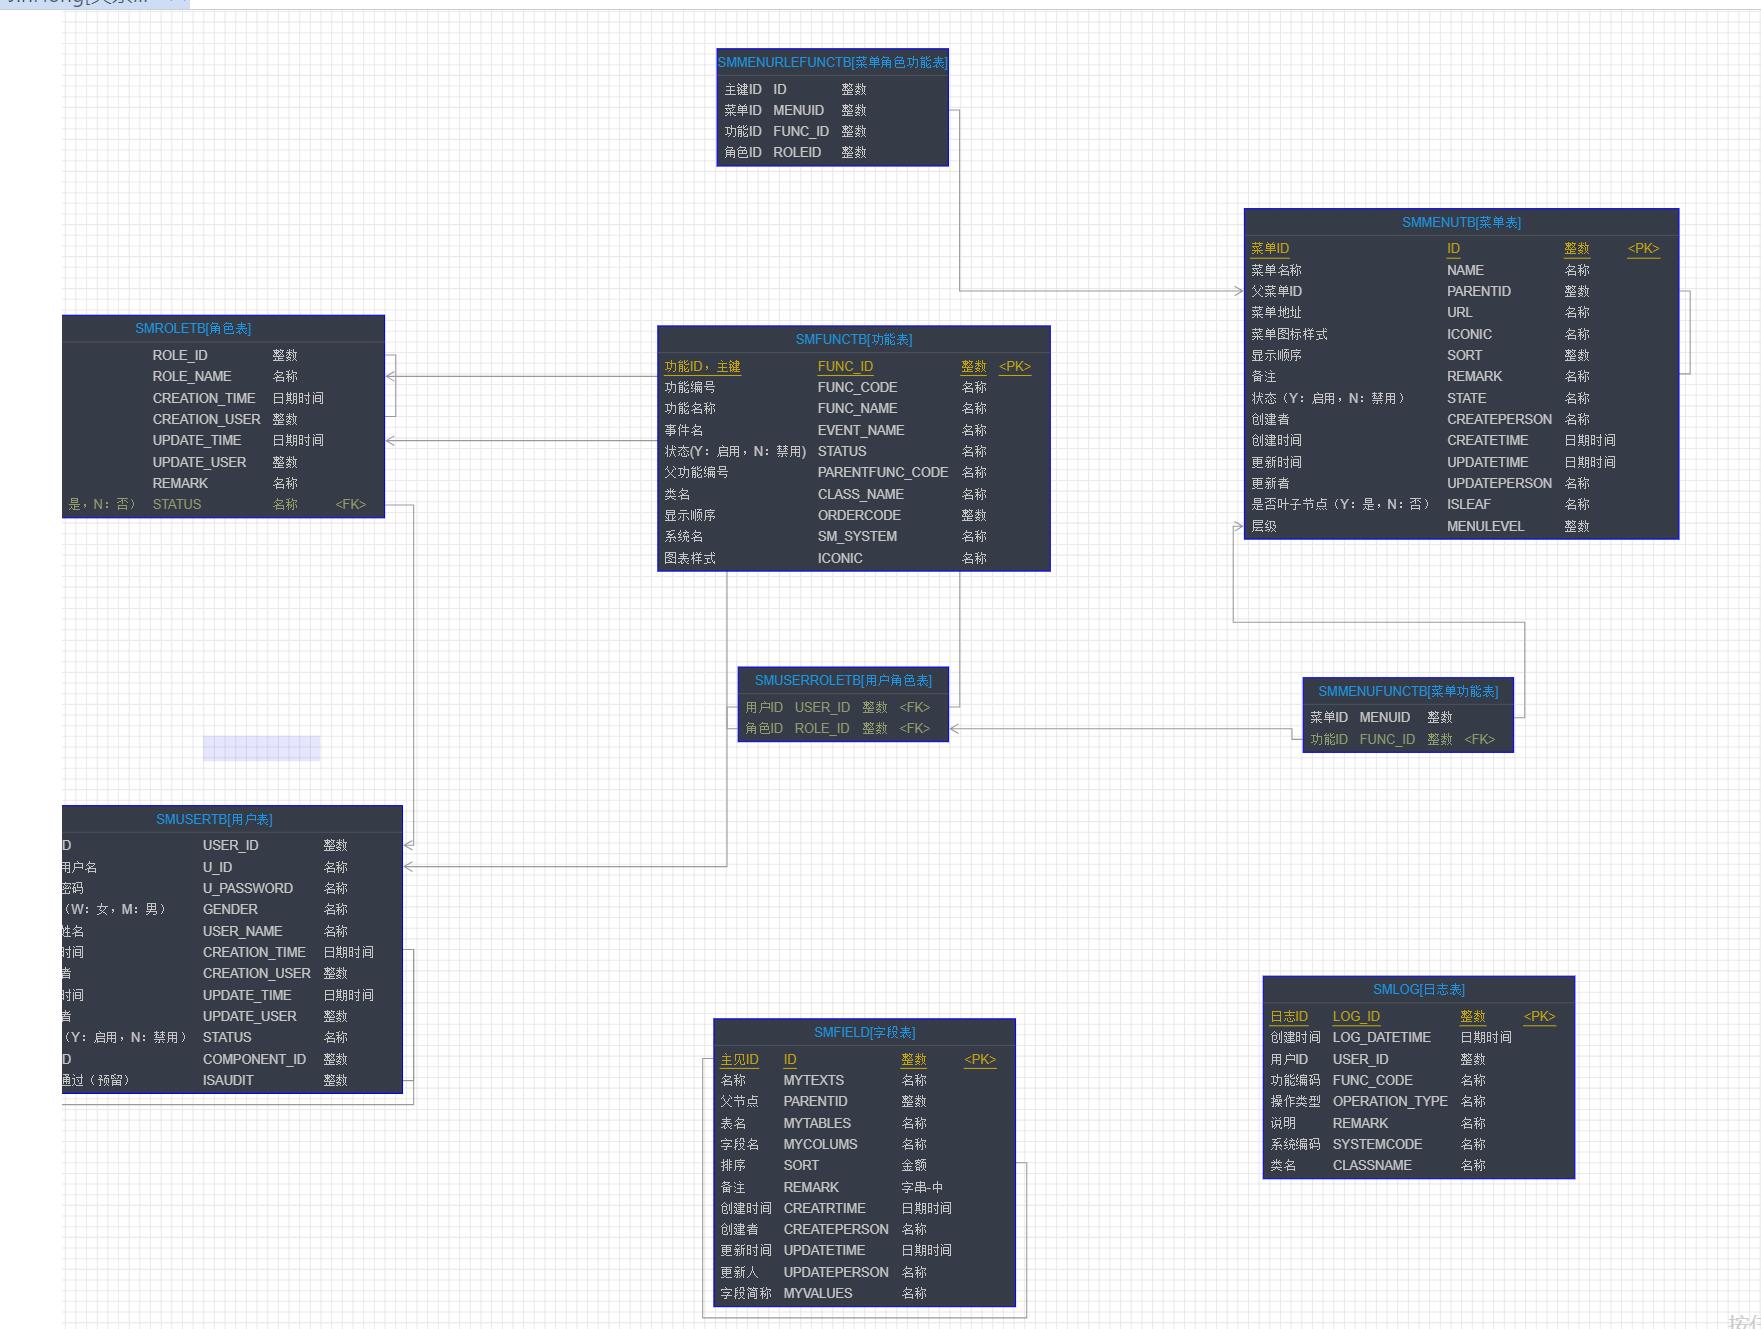 SMMENURLEFUNCTB[菜单角色功能表]
主键ID ID 整数
菜单ID MENUID 整数
功能ID FUNC_ID 整数
角色ID ROLEID 整数
SMMENUTB[菜单表]
菜单ID ID 整数 <PK>
菜单名称 NAME 名称
父菜单ID PARENTID 整数
菜单地址 URL 名称
菜单图标样式 ICONIC 名称
显示顺序 SORT 整数
备注 REMARK 名称
状态（Y：启用，N：禁用） STATE 名称
创建者 CREATEPERSON 名称
创建时间 CREATETIME 日期时间
更新时间 UPDATETIME 日期时间
更新者 UPDATEPERSON 名称
是否叶子节点（Y：是，N：否） ISLEAF 名称
层级 MENULEVEL 整数
SMROLETB[角色表]
ROLE_ID 整数
ROLE_NAME 名称
CREATION_TIME 日期时间
CREATION_USER 整数
UPDATE_TIME 日期时间
UPDATE_USER 整数
REMARK 名称
是，N：否） STATUS 名称 <FK>
SMFUNCTB[功能表]
功能ID，主键 FUNC_ID 整数 <PK>
功能编号 FUNC_CODE 名称
功能名称 FUNC_NAME 名称
事件名 EVENT_NAME 名称
状态(Y：启用，N：禁用) STATUS 名称
父功能编号 PARENTFUNC_CODE 名称
类名 CLASS_NAME 名称
显示顺序 ORDERCODE 整数
系统名 SM_SYSTEM 名称
图表样式 ICONIC 名称
SMUSERROLETB[用户角色表]
用户ID USER_ID 整数 <FK>
角色ID ROLE_ID 整数 <FK>
SMMENUFUNCTB[菜单功能表]
菜单ID MENUID 整数
功能ID FUNC_ID 整数 <FK>
SMUSERTB[用户表]
D USER_ID 整数
用户名 U_ID 名称
密码 U_PASSWORD 名称
（W：女，M：男） GENDER 名称
姓名 USER_NAME 名称
时间 CREATION_TIME 日期时间
者 CREATION_USER 整数
时间 UPDATE_TIME 日期时间
者 UPDATE_USER 整数
（Y：启用，N：禁用） STATUS 名称
D COMPONENT_ID 整数
通过（预留） ISAUDIT 整数
SMFIELD[字段表]
主见ID ID 整数 <PK>
名称 MYTEXTS 名称
父节点 PARENTID 整数
表名 MYTABLES 名称
字段名 MYCOLUMS 名称
排序 SORT 金额
备注 REMARK 字串-中
创建时间 CREATRTIME 日期时间
创建者 CREATEPERSON 名称
更新时间 UPDATETIME 日期时间
更新人 UPDATEPERSON 名称
字段简称 MYVALUES 名称
SMLOG[日志表]
日志ID LOG_ID 整数 <PK>
创建时间 LOG_DATETIME 日期时间
用户ID USER_ID 整数
功能编码 FUNC_CODE 名称
操作类型 OPERATION_TYPE 名称
说明 REMARK 名称
系统编码 SYSTEMCODE 名称
类名 CLASSNAME 名称